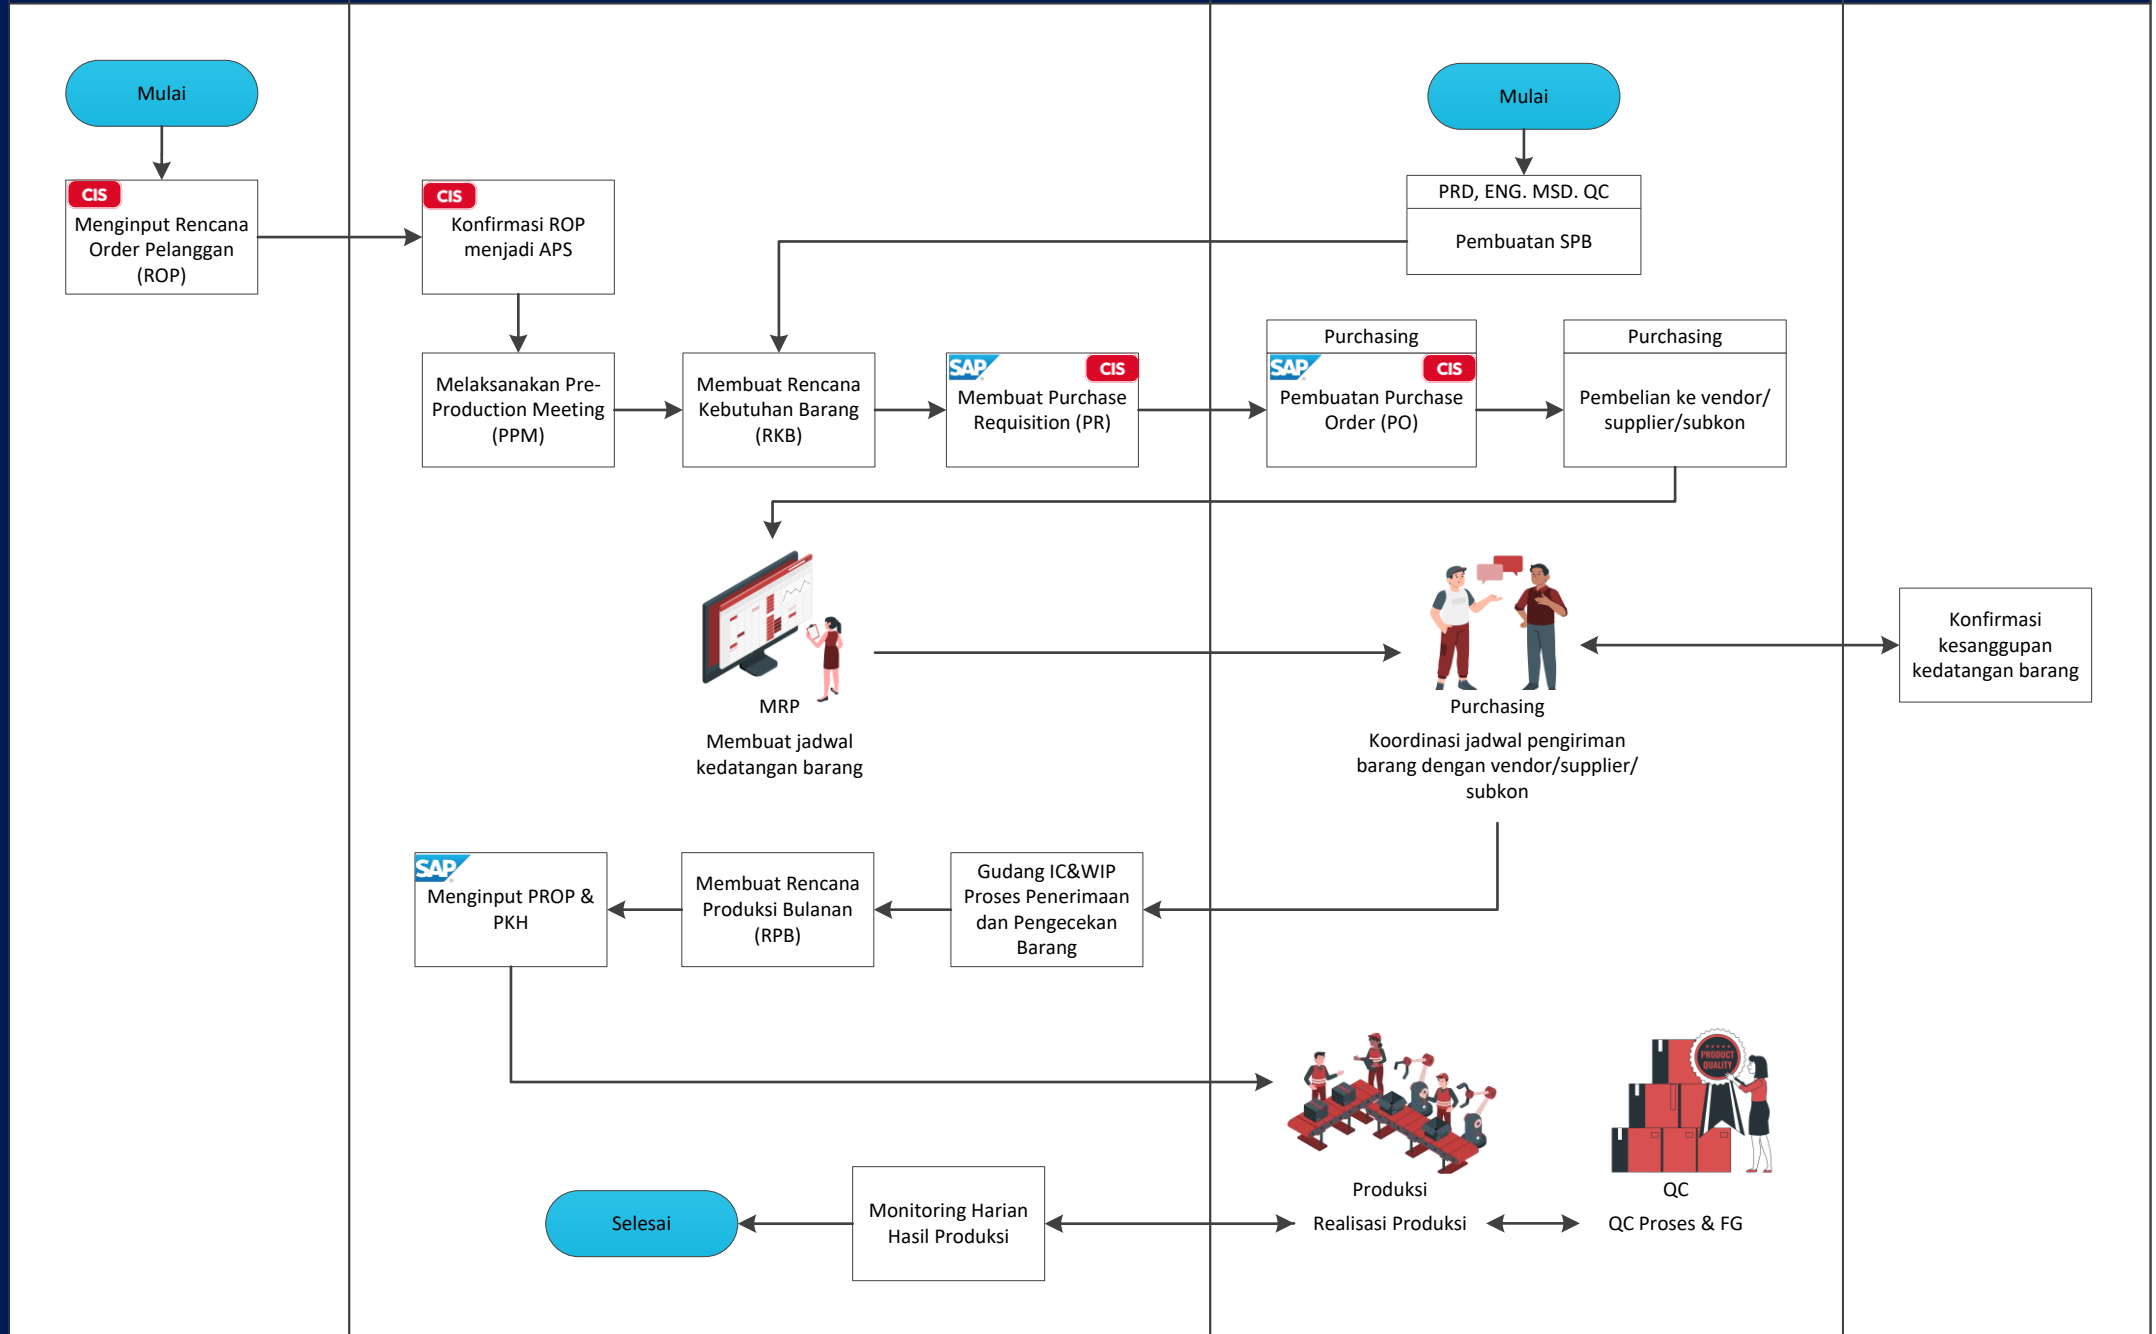 Mulai
CIS
Menginput Rencana
Order Pelanggan
(ROP)
CIS
Konfirmasi ROP
menjadi APS
Mulai
PRD, ENG. MSD. QC
Pembuatan SPB
Melaksanakan Pre-
Production Meeting
(PPM)
Membuat Rencana
Kebutuhan Barang
(RKB)
SAP
CIS
Membuat Purchase
Requisition (PR)
Purchasing
SAP
CIS
Pembuatan Purchase
Order (PO)
Purchasing
Pembelian ke vendor/
supplier/subkon
MRP
Membuat jadwal
kedatangan barang
Purchasing
Koordinasi jadwal pengiriman
barang dengan vendor/supplier/
subkon
Konfirmasi
kesanggupan
kedatangan barang
SAP
Menginput PROP &
PKH
Membuat Rencana
Produksi Bulanan
(RPB)
Gudang IC&WIP
Proses Penerimaan
dan Pengecekan
Barang
PRODUCT
QUALITY
Produksi
Realisasi Produksi
QC
QC Proses & FG
Monitoring Harian
Hasil Produksi
Selesai